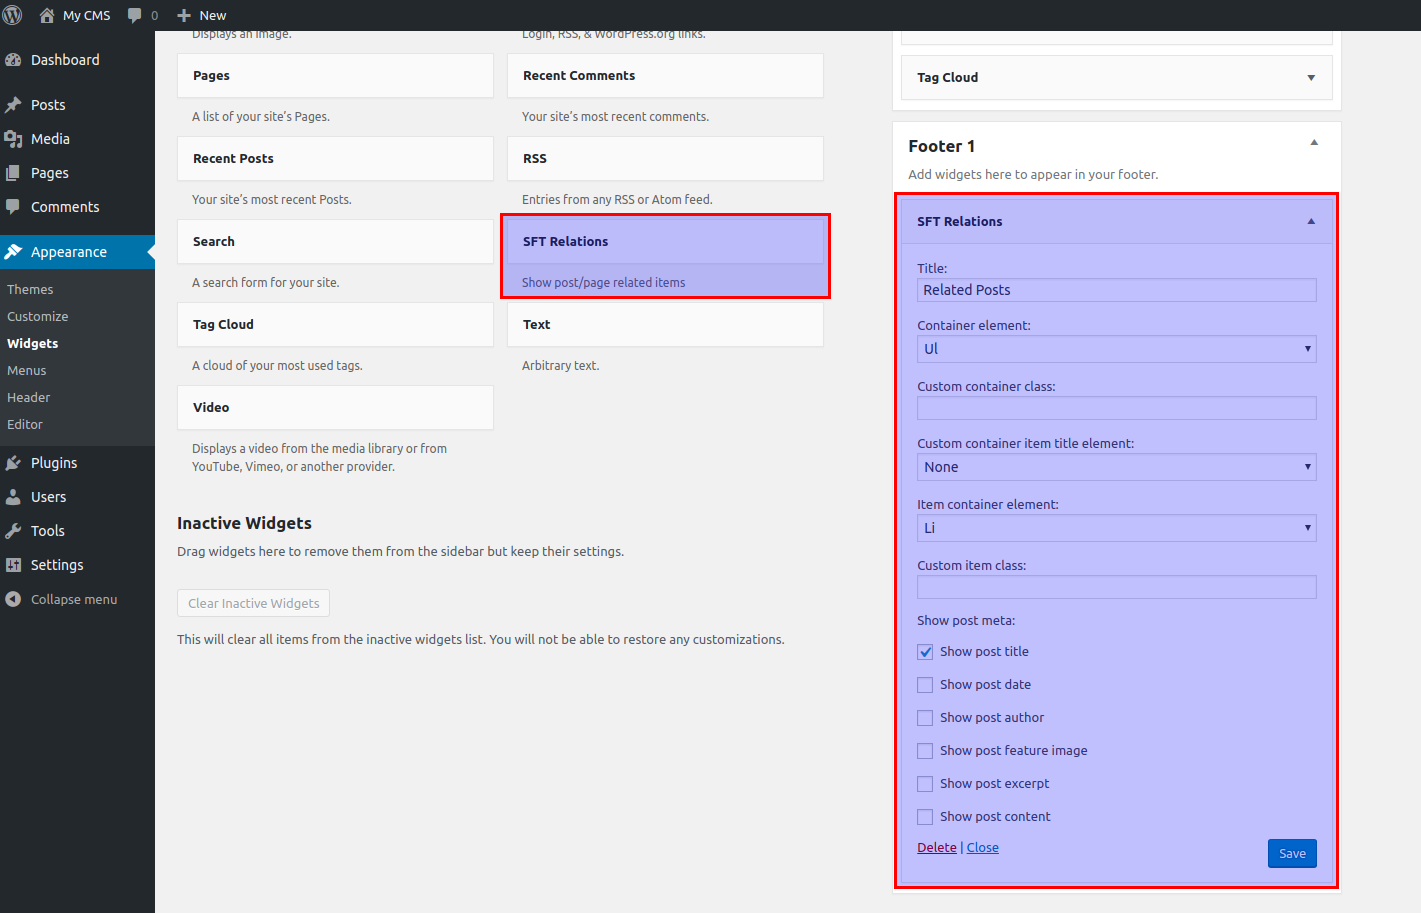 My CMS 0 New
Dashboard
Posts
Media
Pages
Comments
Appearance
Themes
Customize
Widgets
Menus
Header
Editor
Plugins
Users
Tools
Settings
Collapse menu
Displays an image.
Login, RSS, & WordPress.org links.
Pages
Recent Comments
A list of your site's Pages.
Your site's most recent comments.
Recent Posts
RSS
Your site's most recent Posts.
Entries from any RSS or Atom feed.
Search
SFT Relations
A search form for your site.
Show post/page related items
Tag Cloud
Text
A cloud of your most used tags.
Arbitrary text.
Video
Displays a video from the media library or from
YouTube, Vimeo, or another provider.
Inactive Widgets
Drag widgets here to remove them from the sidebar but keep their settings.
Clear Inactive Widgets
This will clear all items from the inactive widgets list. You will not be able to restore any customizations.
Tag Cloud
Footer 1
Add widgets here to appear in your footer.
SFT Relations
Title:
Related Posts
Container element:
Ul
Custom container class:
Custom container item title element:
None
Item container element:
Li
Custom item class:
Show post meta:
Show post title
Show post date
Show post author
Show post feature image
Show post excerpt
Show post content
Delete | Close
Save